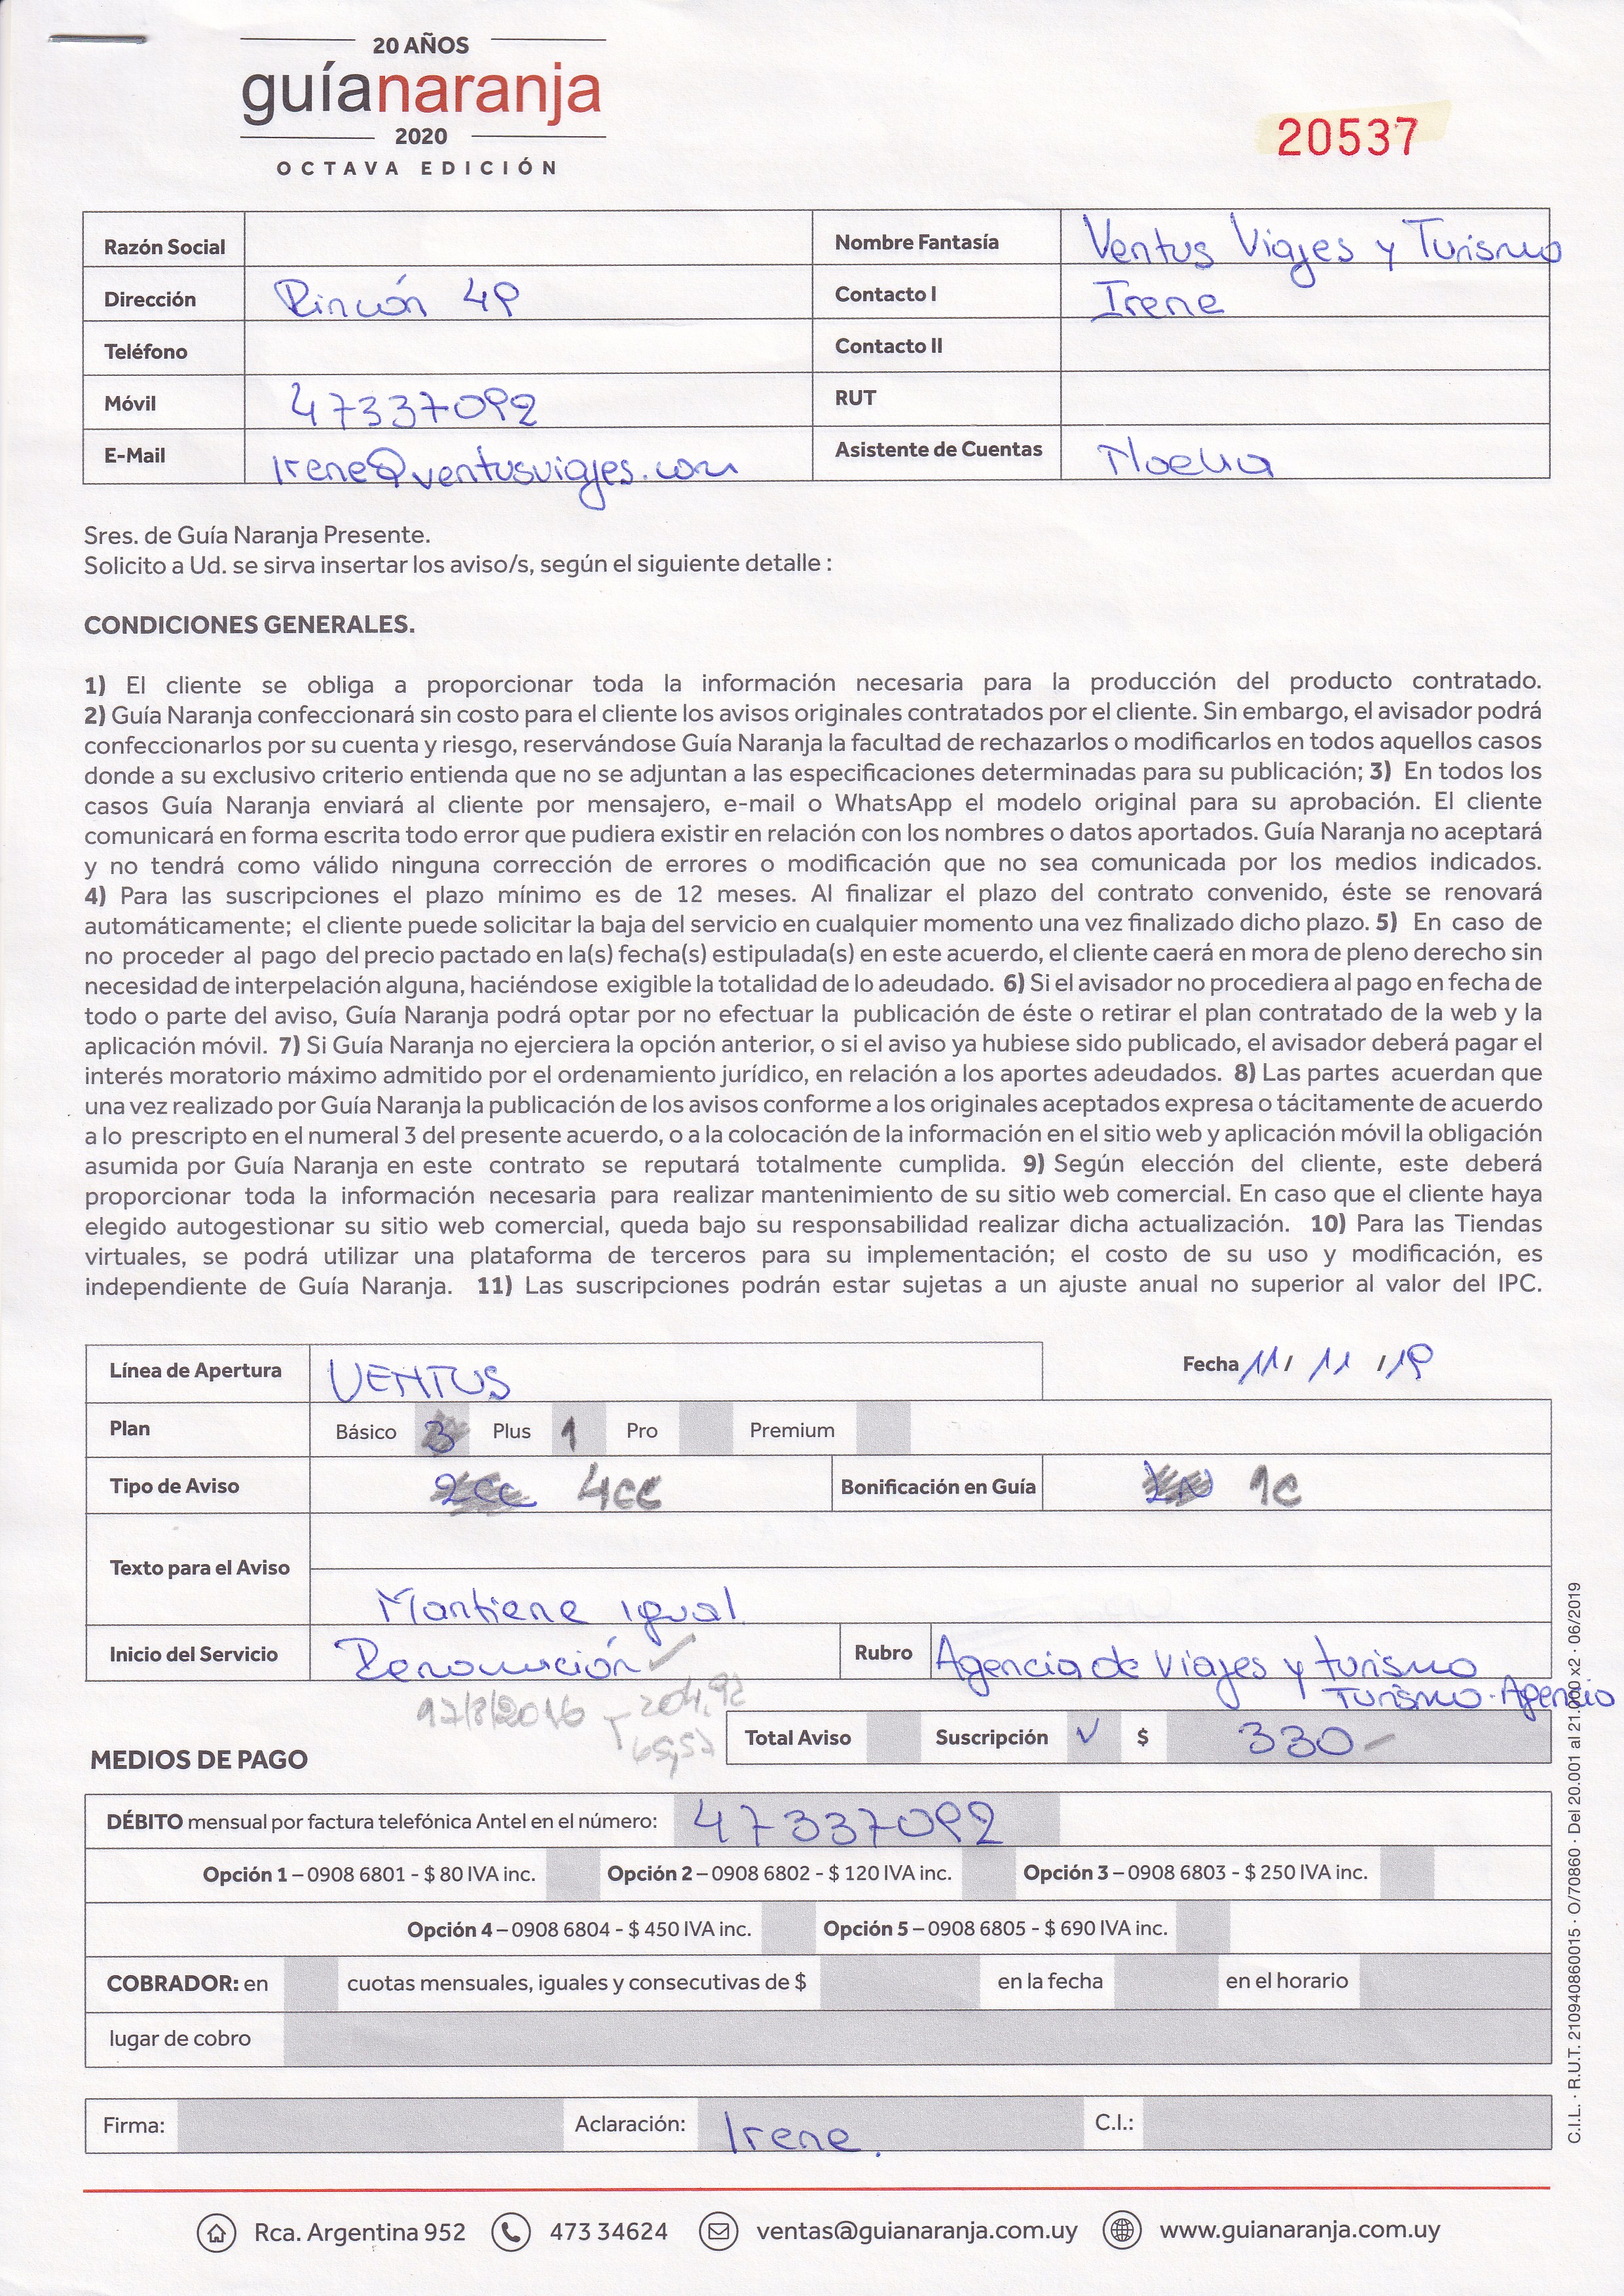 20 AÑOS
guíanaranja
2020
OCTAVA EDICIÓN
20537
Razón Social
Nombre Fantasía Ventus Viajes y Turismo
Dirección Rincón 49
Contacto I Irene
Teléfono
Contacto II
Móvil 47337092
RUT
E-Mail irene@ventusviajes.com
Asistente de Cuentas Noelia
Sres. de Guía Naranja Presente.
Solicito a Ud. se sirva insertar los aviso/s, según el siguiente detalle :
CONDICIONES GENERALES.
1) El cliente se obliga a proporcionar toda la información necesaria para la producción del producto contratado.
2) Guía Naranja confeccionará sin costo para el cliente los avisos originales contratados por el cliente. Sin embargo, el avisador podrá
confeccionarlos por su cuenta y riesgo, reservándose Guía Naranja la facultad de rechazarlos o modificarlos en todos aquellos casos
donde a su exclusivo criterio entienda que no se adjuntan a las especificaciones determinadas para su publicación; 3) En todos los
casos Guía Naranja enviará al cliente por mensajero, e-mail o WhatsApp el modelo original para su aprobación. El cliente
comunicará en forma escrita todo error que pudiera existir en relación con los nombres o datos aportados. Guía Naranja no aceptará
y no tendrá como válido ninguna corrección de errores o modificación que no sea comunicada por los medios indicados.
4) Para las suscripciones el plazo mínimo es de 12 meses. Al finalizar el plazo del contrato convenido, éste se renovará
automáticamente; el cliente puede solicitar la baja del servicio en cualquier momento una vez finalizado dicho plazo. 5) En caso de
no proceder al pago del precio pactado en la(s) fecha(s) estipulada(s) en este acuerdo, el cliente caerá en mora de pleno derecho sin
necesidad de interpelación alguna, haciéndose exigible la totalidad de lo adeudado. 6) Si el avisador no procediera al pago en fecha de
todo o parte del aviso, Guía Naranja podrá optar por no efectuar la publicación de éste o retirar el plan contratado de la web y la
aplicación móvil. 7) Si Guía Naranja no ejerciera la opción anterior, o si el aviso ya hubiese sido publicado, el avisador deberá pagar el
interés moratorio máximo admitido por el ordenamiento jurídico, en relación a los aportes adeudados. 8) Las partes acuerdan que
una vez realizado por Guía Naranja la publicación de los avisos conforme a los originales aceptados expresa o tácitamente de acuerdo
a lo prescripto en el numeral 3 del presente acuerdo, o a la colocación de la información en el sitio web y aplicación móvil la obligación
asumida por Guía Naranja en este contrato se reputará totalmente cumplida. 9) Según elección del cliente, este deberá
proporcionar toda la información necesaria para realizar mantenimiento de su sitio web comercial. En caso que el cliente haya
elegido autogestionar su sitio web comercial, queda bajo su responsabilidad realizar dicha actualización. 10) Para las Tiendas
virtuales, se podrá utilizar una plataforma de terceros para su implementación; el costo de su uso y modificación, es
independiente de Guía Naranja. 11) Las suscripciones podrán estar sujetas a un ajuste anual no superior al valor del IPC.
Línea de Apertura VENTUS
Fecha 11/ 11 /19
Plan Básico 3 Plus 1 Pro Premium
Tipo de Aviso 2cc 4cc Bonificación en Guía 1c
Texto para el Aviso
Mantiene igual
Inicio del Servicio Renovación
Rubro Agencia de Viajes y turismo
Turismo-Agencia
17/8/2016 204,92
65,57
Total Aviso Suscripción ✓ $ 330-
MEDIOS DE PAGO
DÉBITO mensual por factura telefónica Antel en el número: 47337092
Opción 1 – 0908 6801 - $ 80 IVA inc. Opción 2 – 0908 6802 - $ 120 IVA inc. Opción 3 – 0908 6803 - $ 250 IVA inc.
Opción 4 – 0908 6804 - $ 450 IVA inc. Opción 5 – 0908 6805 - $ 690 IVA inc.
COBRADOR: en cuotas mensuales, iguales y consecutivas de $ en la fecha en el horario
lugar de cobro
Firma: Aclaración: Irene. C.I.:
C.I.L. · R.U.T. 210940860015 · O/70860 · Del 20.001 al 21.000 x2 · 06/2019
Rca. Argentina 952 473 34624 ventas@guianaranja.com.uy www.guianaranja.com.uy